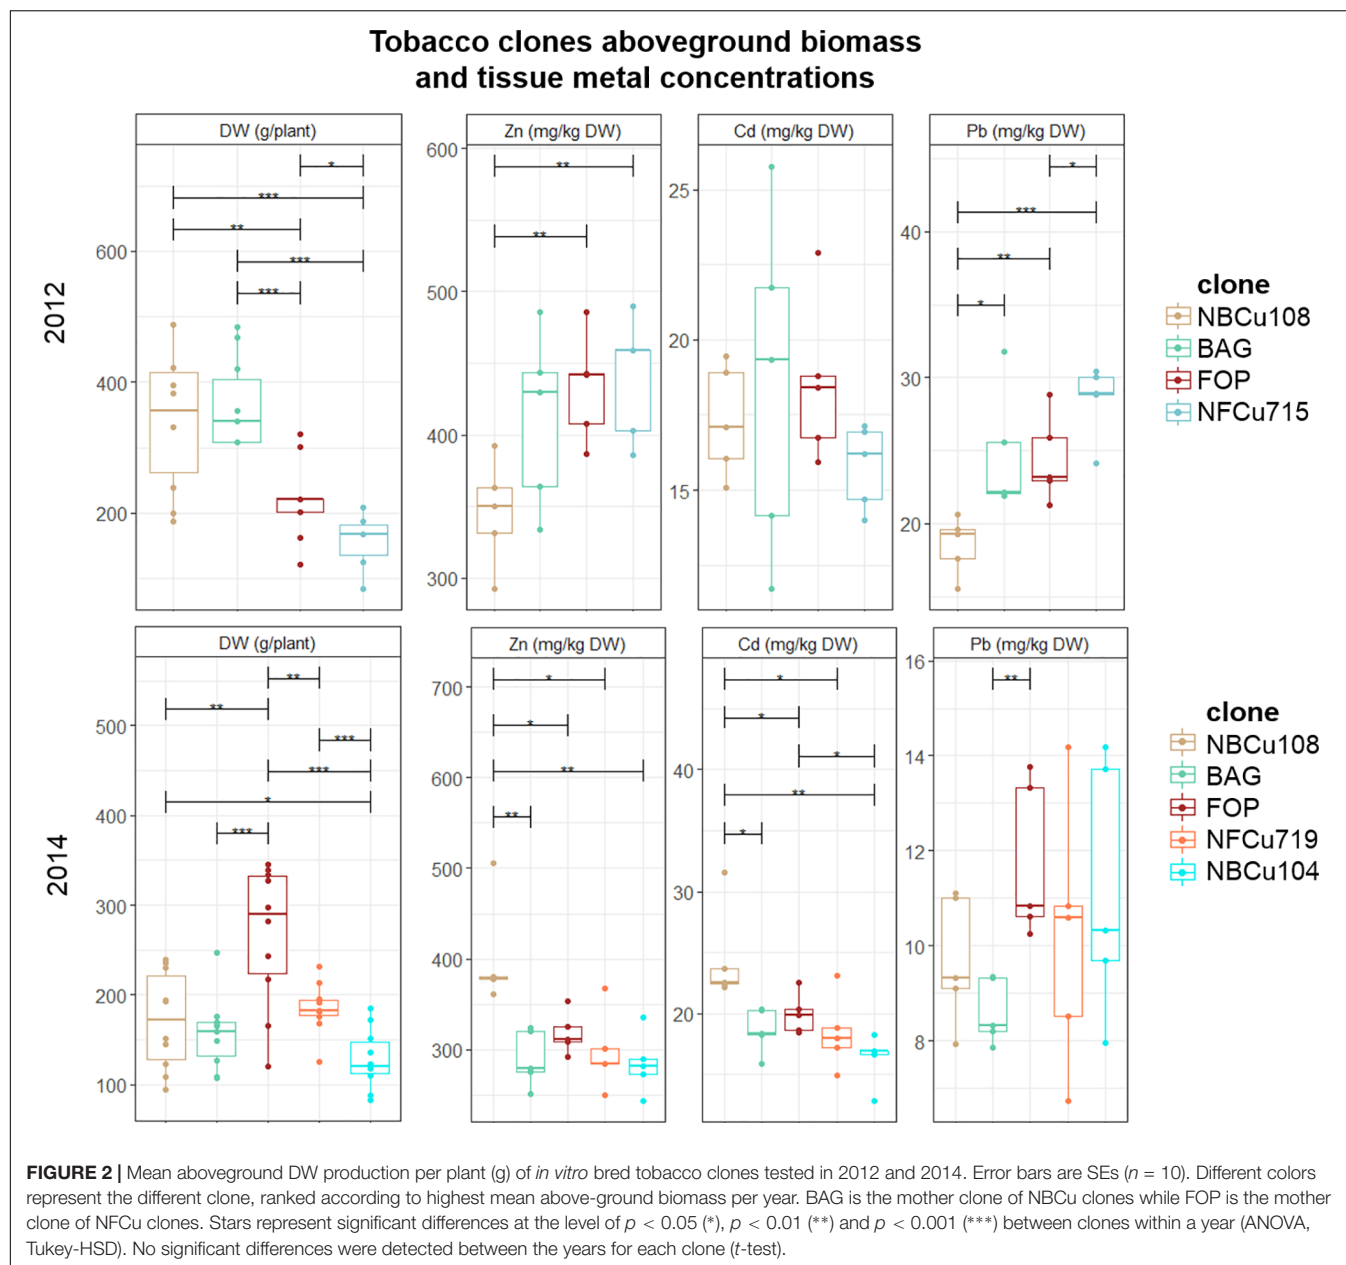 Tobacco clones aboveground biomass
and tissue metal concentrations
2012
DW (g/plant)
600
400
200
*
***
**
***
***
Zn (mg/kg DW)
600
500
400
300
**
**
Cd (mg/kg DW)
25
20
15
Pb (mg/kg DW)
40
30
20
*
***
**
*
clone
NBCu108
BAG
FOP
NFCu715
2014
DW (g/plant)
500
400
300
200
100
**
**
***
***
*
***
Zn (mg/kg DW)
700
600
500
400
300
*
*
**
**
Cd (mg/kg DW)
40
30
20
*
*
*
**
*
Pb (mg/kg DW)
16
14
12
10
8
**
clone
NBCu108
BAG
FOP
NFCu719
NBCu104
FIGURE 2 | Mean aboveground DW production per plant (g) of in vitro bred tobacco clones tested in 2012 and 2014. Error bars are SEs (n = 10). Different colors
represent the different clone, ranked according to highest mean above-ground biomass per year. BAG is the mother clone of NBCu clones while FOP is the mother
clone of NFCu clones. Stars represent significant differences at the level of p < 0.05 (*), p < 0.01 (**) and p < 0.001 (***) between clones within a year (ANOVA,
Tukey-HSD). No significant differences were detected between the years for each clone (t-test).